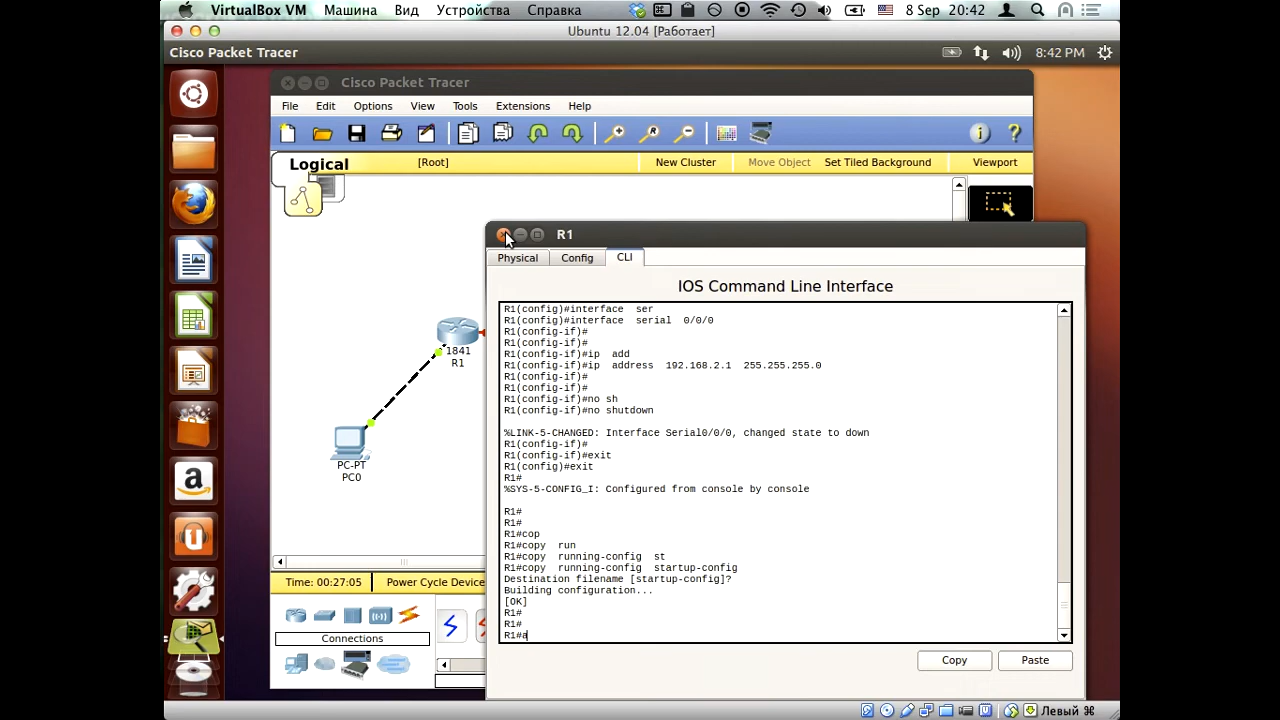 VirtualBox VM Машина Вид Устройства Справка 8 Sep 20:42
Ubuntu 12.04 [Работает]
Cisco Packet Tracer 8:42 PM
Cisco Packet Tracer
File Edit Options View Tools Extensions Help
Logical [Root] New Cluster Move Object Set Tiled Background Viewport
R1
Physical Config CLI
IOS Command Line Interface
R1(config)#interface ser
R1(config)#interface serial 0/0/0
R1(config-if)#
R1(config-if)#
R1(config-if)#ip add
R1(config-if)#ip address 192.168.2.1 255.255.255.0
R1(config-if)#
R1(config-if)#
R1(config-if)#no sh
R1(config-if)#no shutdown
%LINK-5-CHANGED: Interface Serial0/0/0, changed state to down
R1(config-if)#
R1(config-if)#exit
R1(config)#exit
R1#
%SYS-5-CONFIG_I: Configured from console by console
R1#
R1#
R1#cop
R1#copy run
R1#copy running-config st
R1#copy running-config startup-config
Destination filename [startup-config]?
Building configuration...
[OK]
R1#
R1#
R1#a
Copy Paste
1841
R1
PC-PT
PC0
Time: 00:27:05 Power Cycle Device
Connections
Левый ⌘